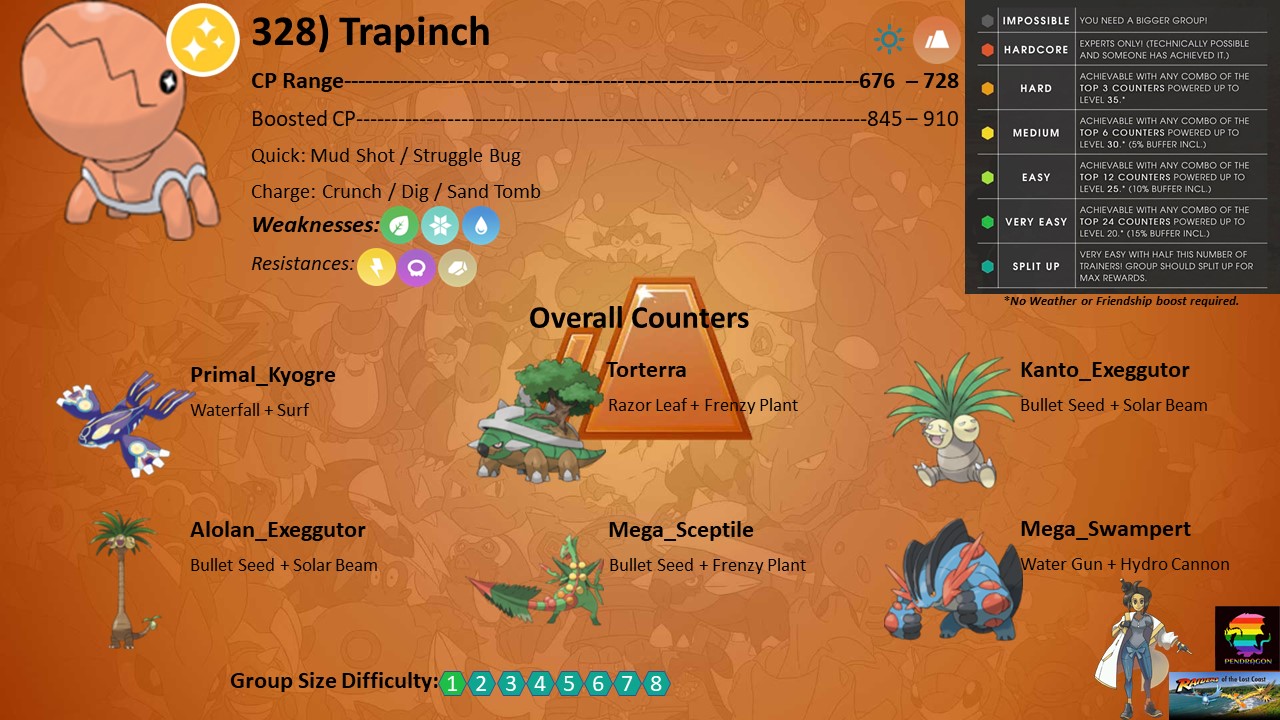 328) Trapinch
CP Range----------------------------------------------------------------------------676 – 728
Boosted CP--------------------------------------------------------------------------845 – 910
Quick: Mud Shot / Struggle Bug
Charge: Crunch / Dig / Sand Tomb
Weaknesses:
Resistances:
IMPOSSIBLE YOU NEED A BIGGER GROUP!
HARDCORE EXPERTS ONLY! (TECHNICALLY POSSIBLE
AND SOMEONE HAS ACHIEVED IT.)
HARD ACHIEVABLE WITH ANY COMBO OF THE
TOP 3 COUNTERS POWERED UP TO
LEVEL 35.*
MEDIUM ACHIEVABLE WITH ANY COMBO OF THE
TOP 6 COUNTERS POWERED UP TO
LEVEL 30.* (5% BUFFER INCL.)
EASY ACHIEVABLE WITH ANY COMBO OF THE
TOP 12 COUNTERS POWERED UP TO
LEVEL 25.* (10% BUFFER INCL.)
VERY EASY ACHIEVABLE WITH ANY COMBO OF THE
TOP 24 COUNTERS POWERED UP TO
LEVEL 20.* (15% BUFFER INCL.)
SPLIT UP VERY EASY WITH HALF THIS NUMBER OF
TRAINERS! GROUP SHOULD SPLIT UP FOR
MAX REWARDS.
*No Weather or Friendship boost required.
Overall Counters
Primal_Kyogre
Waterfall + Surf
Torterra
Razor Leaf + Frenzy Plant
Kanto_Exeggutor
Bullet Seed + Solar Beam
Alolan_Exeggutor
Bullet Seed + Solar Beam
Mega_Sceptile
Bullet Seed + Frenzy Plant
Mega_Swampert
Water Gun + Hydro Cannon
Group Size Difficulty: 1 2 3 4 5 6 7 8
PENDRAGON
RAIDERS of the Lost Coast